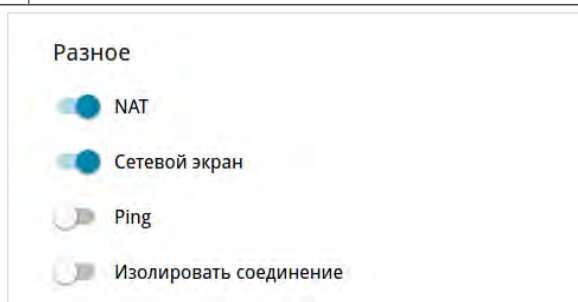 Разное
NAT
Сетевой экран
Ping
Изолировать соединение